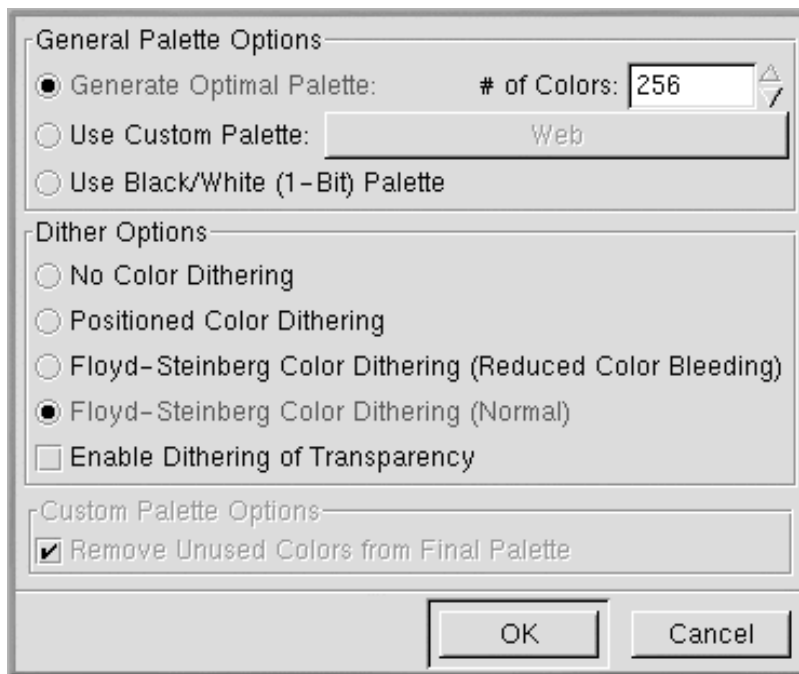 General Palette Options
Generate Optimal Palette: # of Colors: 256
Use Custom Palette: Web
Use Black/White (1-Bit) Palette
Dither Options
No Color Dithering
Positioned Color Dithering
Floyd-Steinberg Color Dithering (Reduced Color Bleeding)
Floyd-Steinberg Color Dithering (Normal)
Enable Dithering of Transparency
Custom Palette Options
Remove Unused Colors from Final Palette
OK Cancel